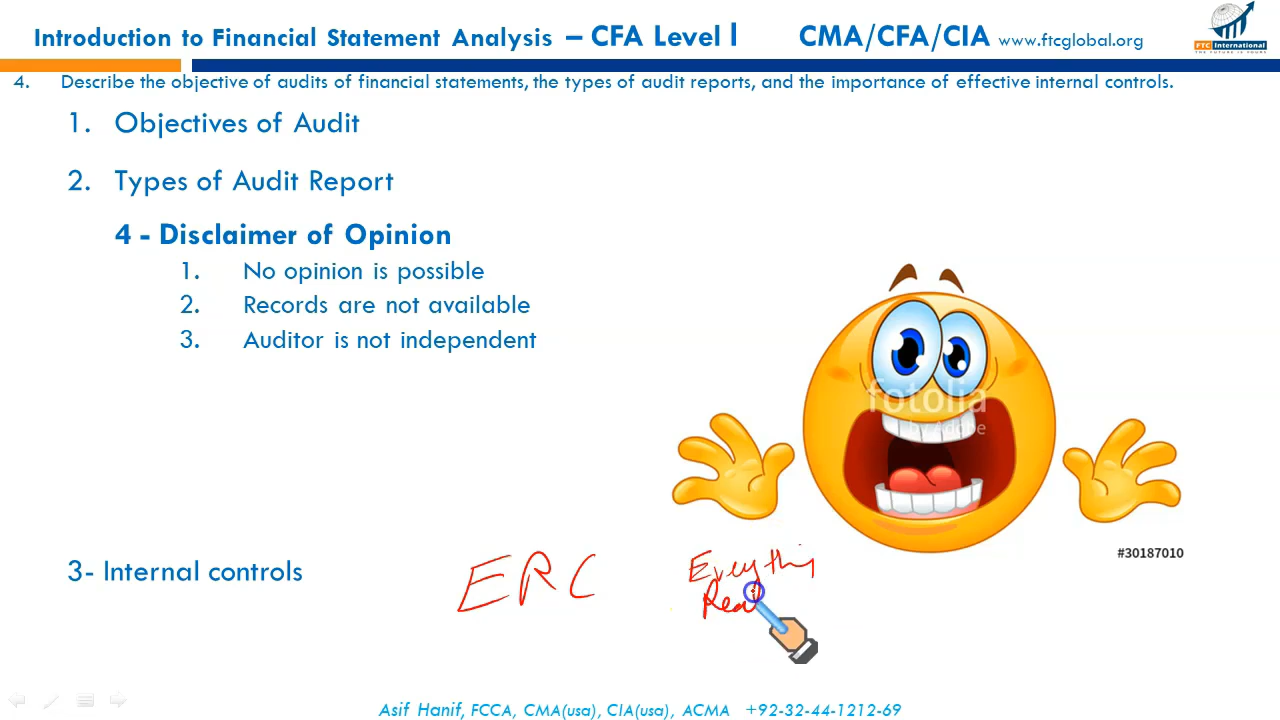 Introduction to Financial Statement Analysis – CFA Level I CMA/CFA/CIA www.ftcglobal.org
FTC International
4. Describe the objective of audits of financial statements, the types of audit reports, and the importance of effective internal controls.
1. Objectives of Audit
2. Types of Audit Report
4 - Disclaimer of Opinion
1. No opinion is possible
2. Records are not available
3. Auditor is not independent
fotolia
by Adobe
#30187010
3- Internal controls
ERC
Everything
Asif Hanif, FCCA, CMA(usa), CIA(usa), ACMA +92-32-44-1212-69